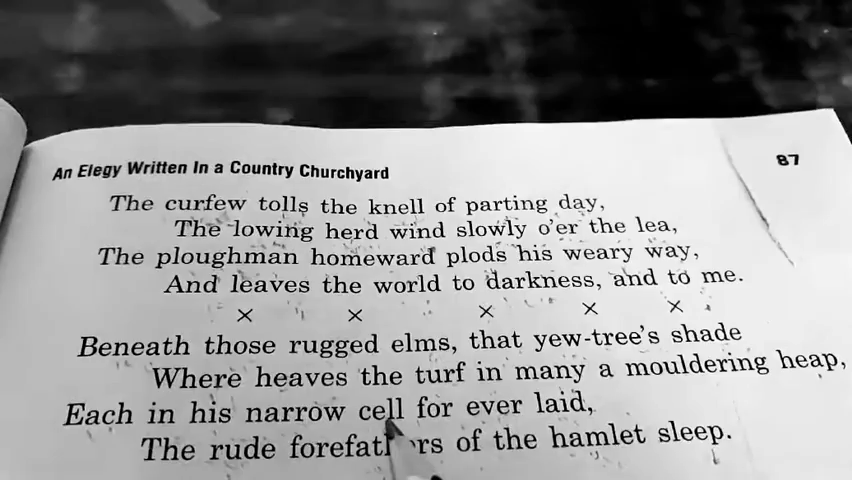 An Elegy Written In a Country Churchyard 87
The curfew tolls the knell of parting day,
The lowing herd wind slowly o'er the lea,
The ploughman homeward plods his weary way,
And leaves the world to darkness, and to me.
× × × × ×
Beneath those rugged elms, that yew-tree's shade
Where heaves the turf in many a mouldering heap,
Each in his narrow cell for ever laid,
The rude forefathers of the hamlet sleep.